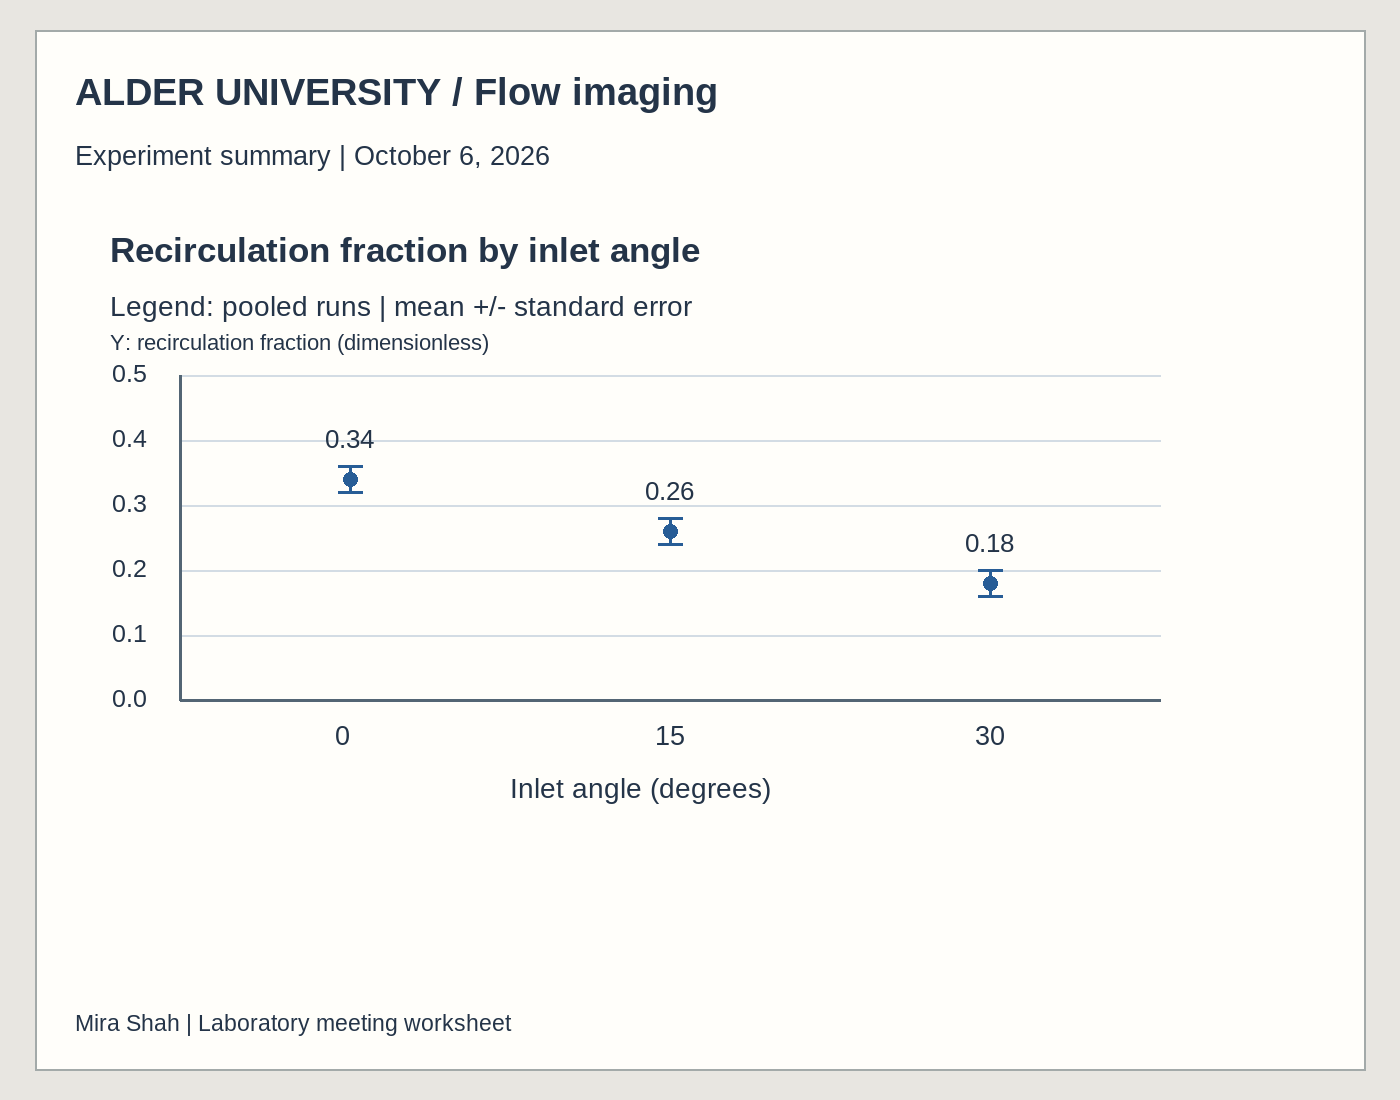 ALDER UNIVERSITY / Flow imaging
Experiment summary | October 6, 2026
Recirculation fraction by inlet angle
Legend: pooled runs | mean +/- standard error
Y: recirculation fraction (dimensionless)
0.5
0.4
0.34
0.3
0.26
0.2
0.18
0.1
0.0
0 15 30
Inlet angle (degrees)
Mira Shah | Laboratory meeting worksheet